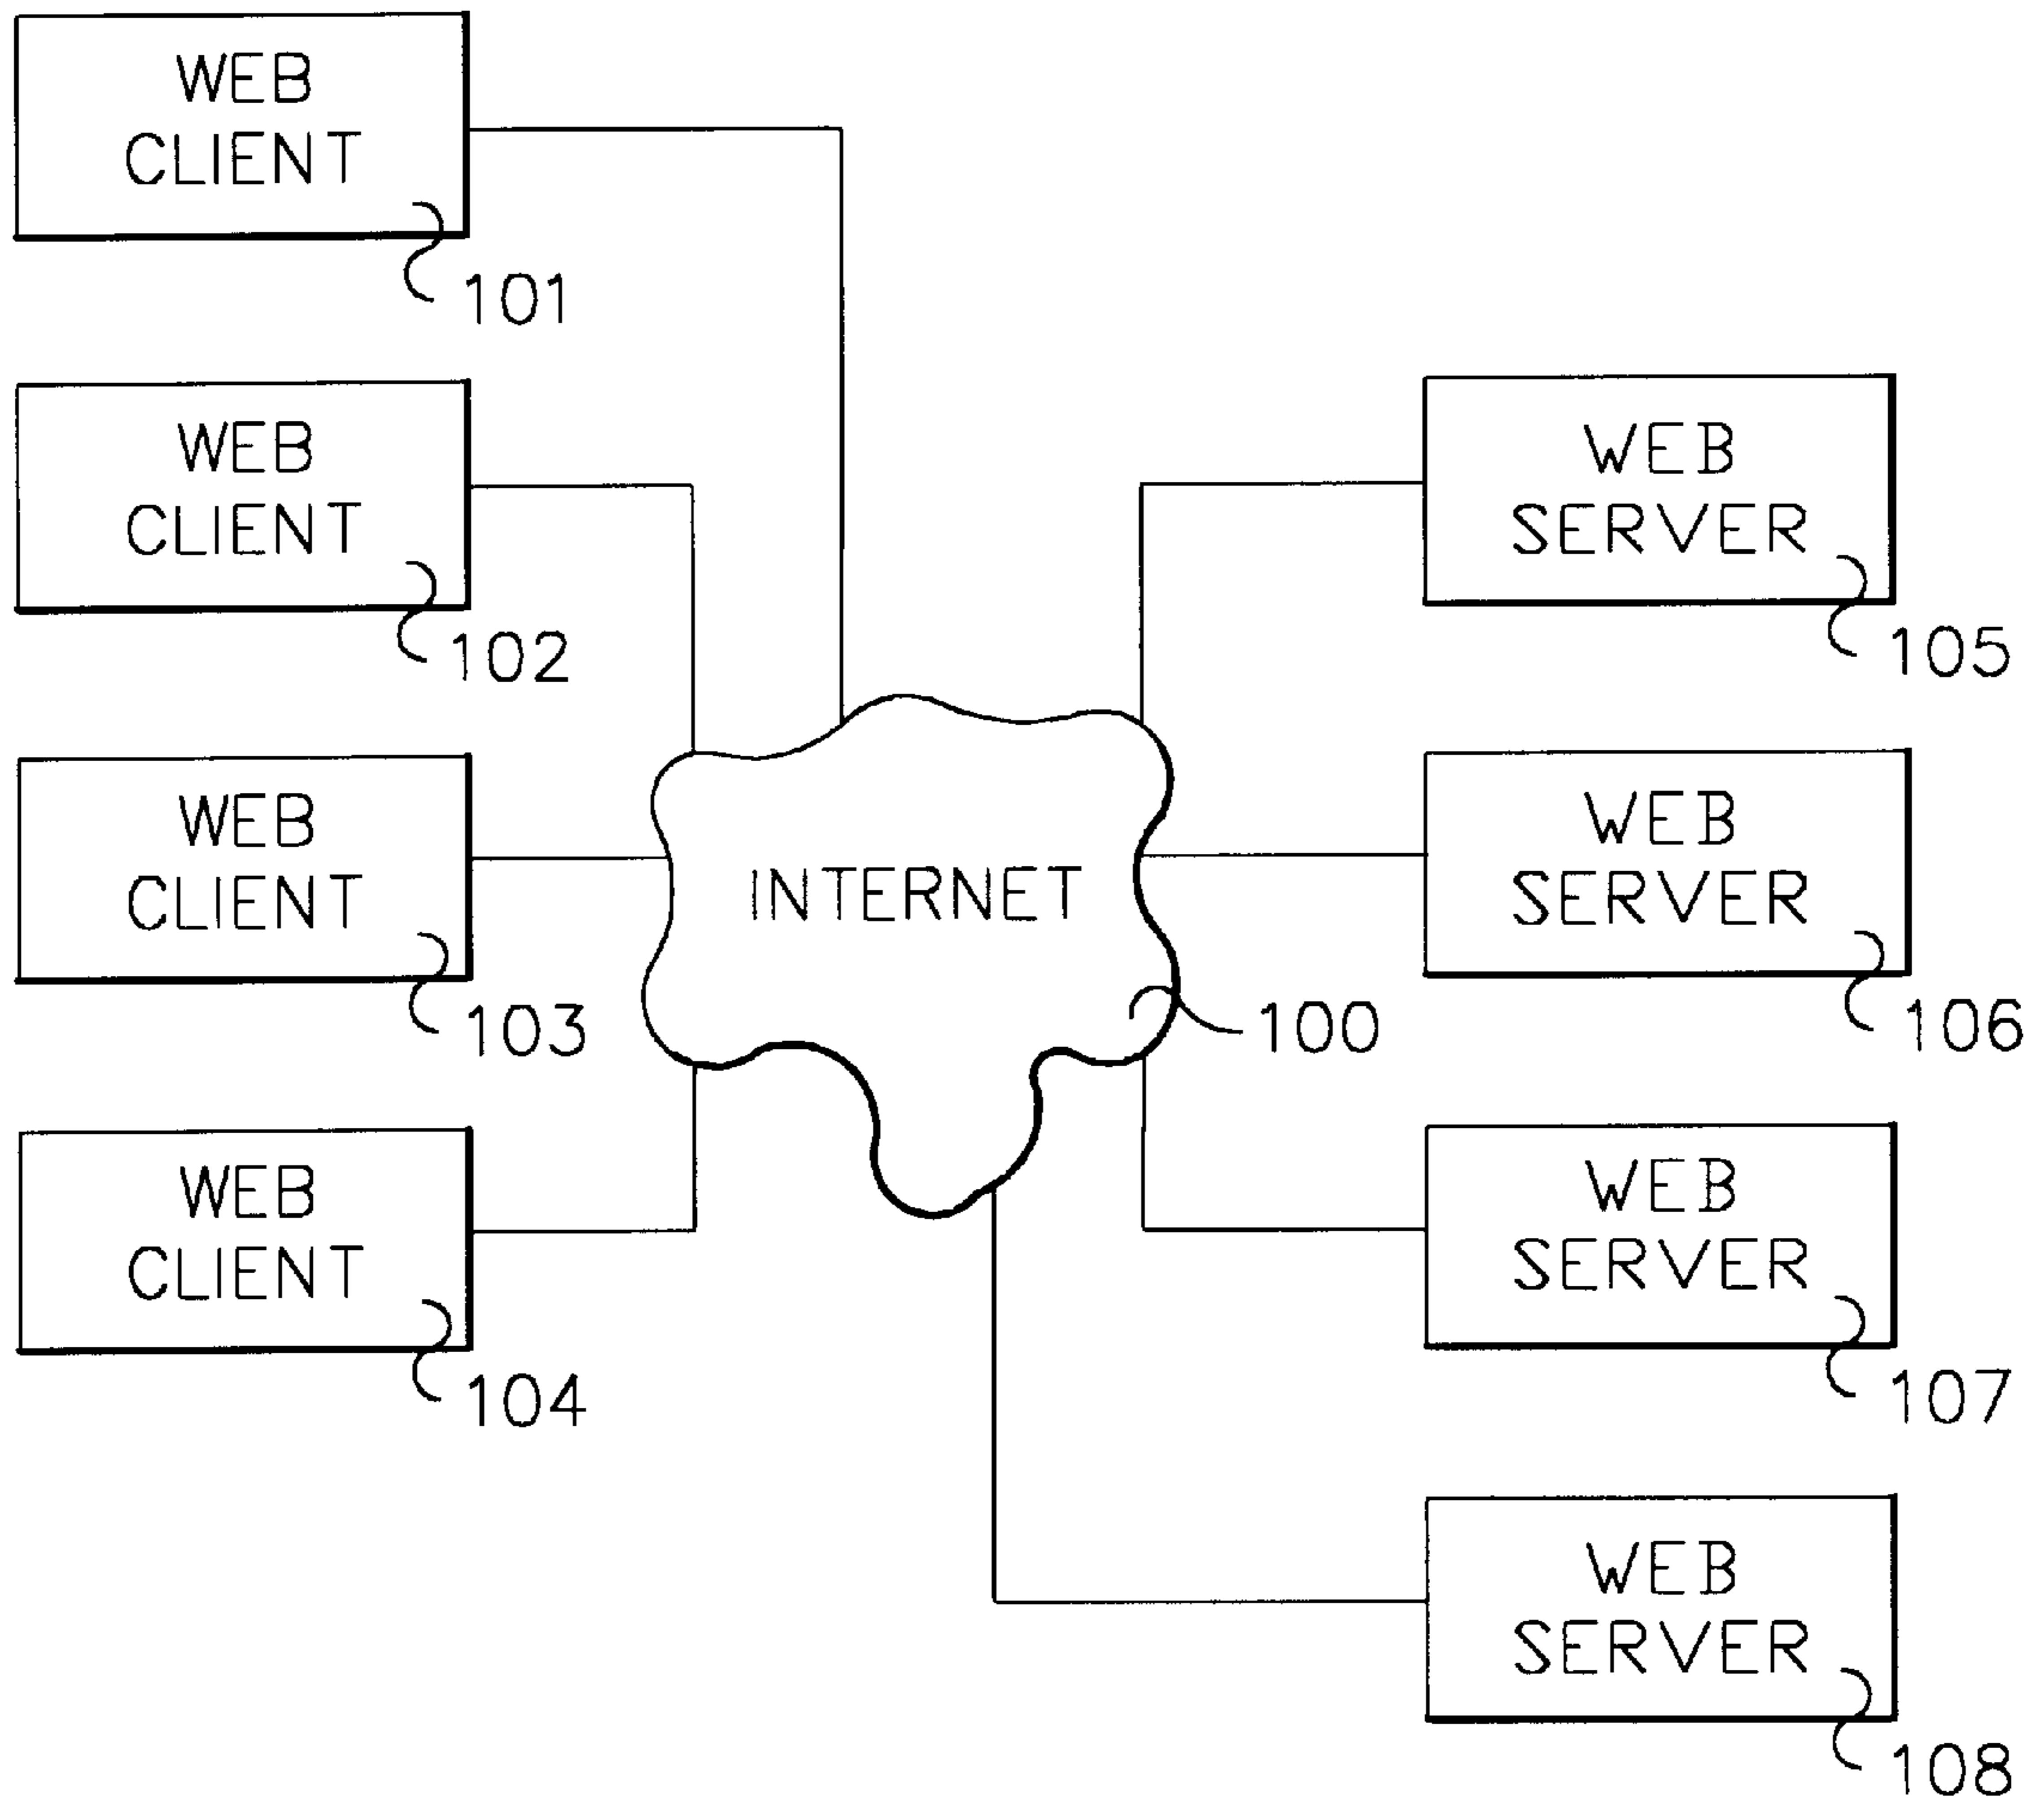 WEB
CLIENT
101
WEB
CLIENT
102
WEB
CLIENT
103
WEB
CLIENT
104
INTERNET
100
WEB
SERVER
105
WEB
SERVER
106
WEB
SERVER
107
WEB
SERVER
108